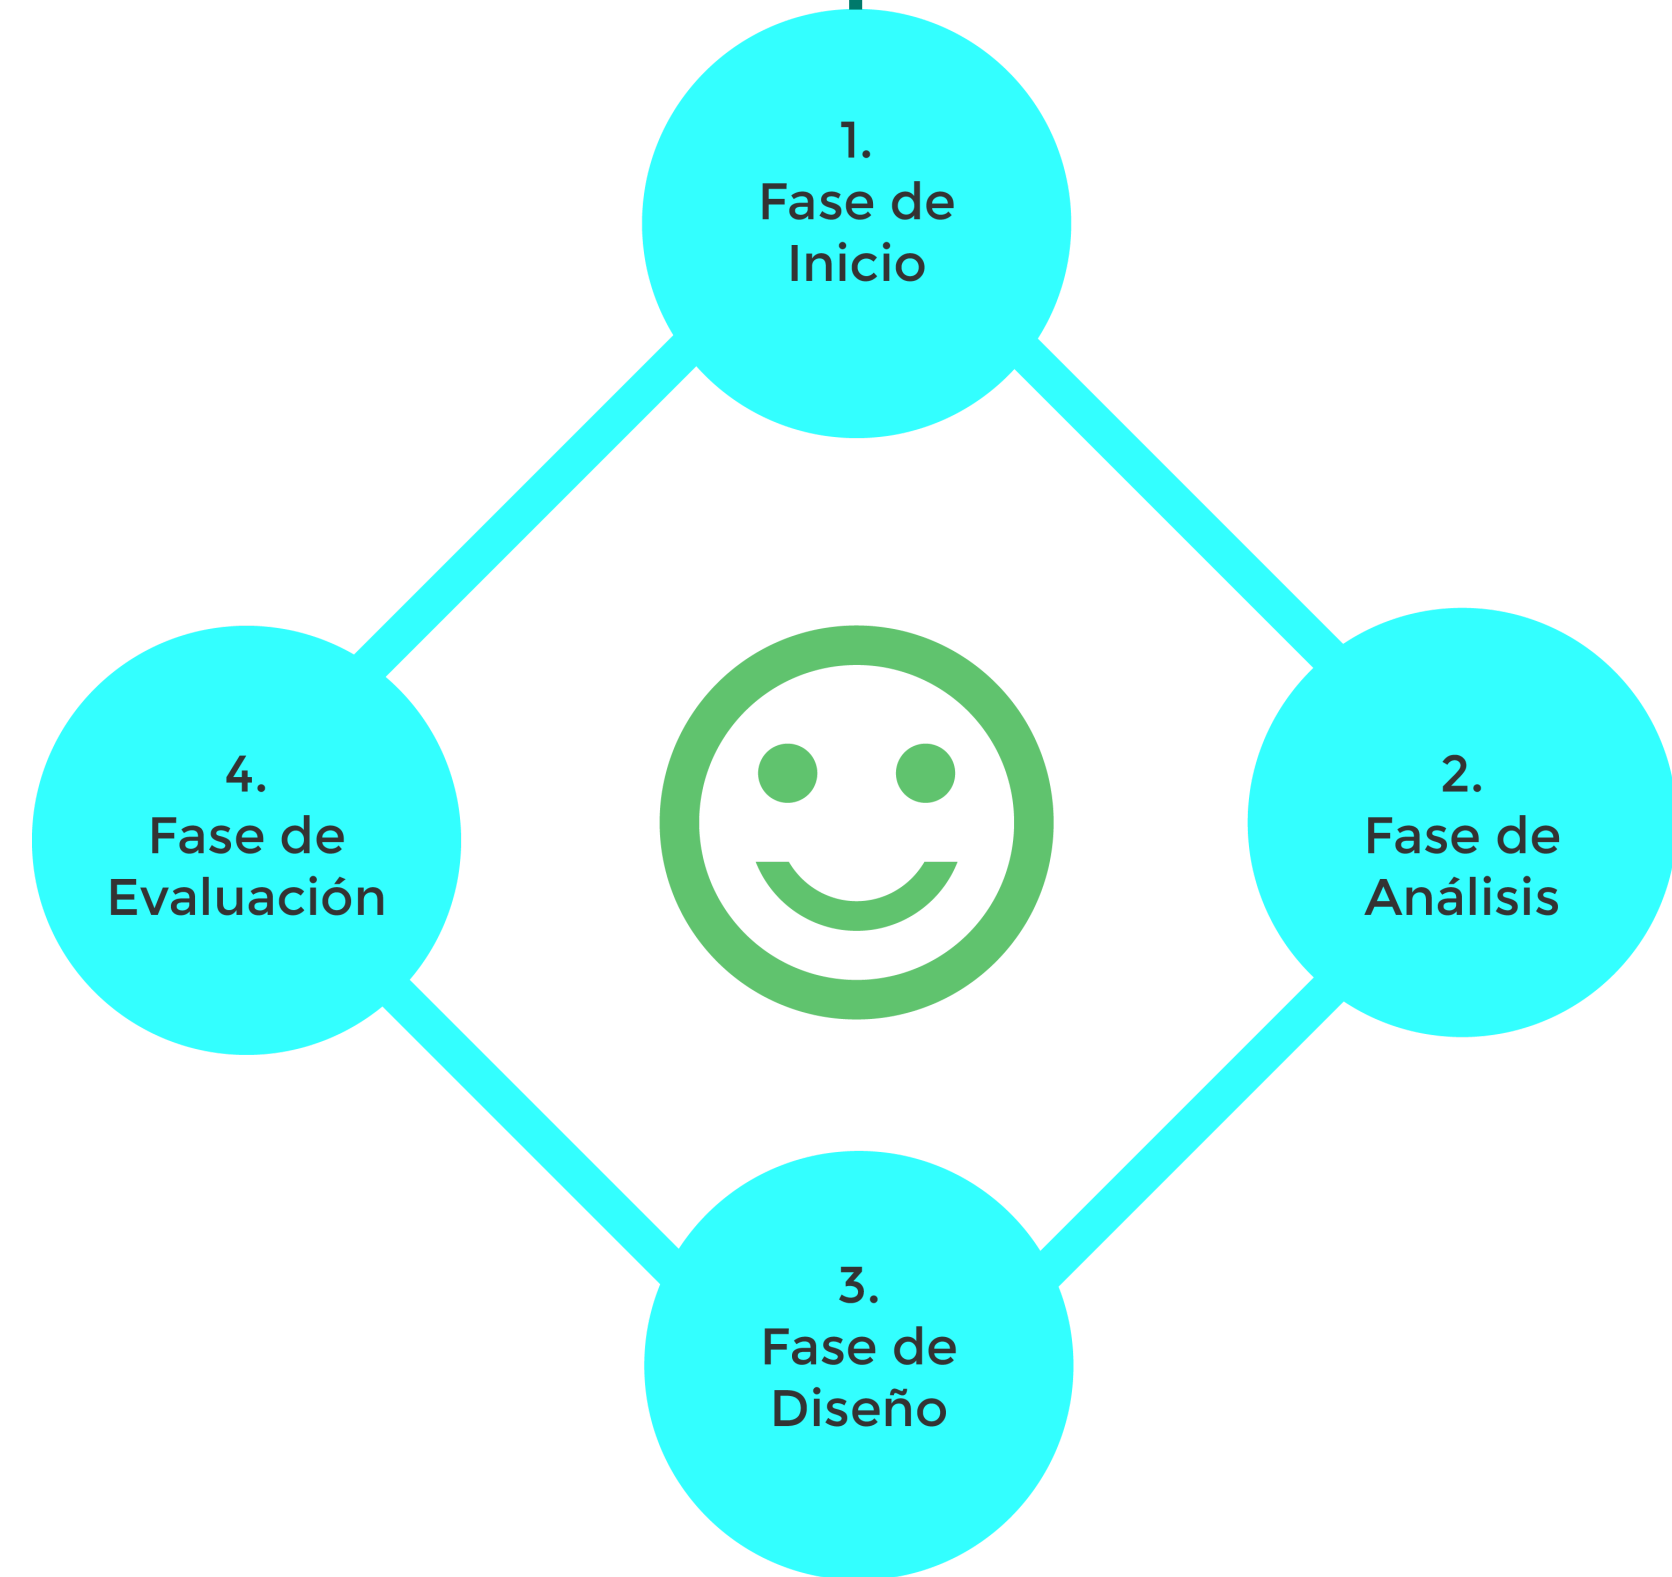 1.
Fase de
Inicio
2.
Fase de
Análisis
3.
Fase de
Diseño
4.
Fase de
Evaluación